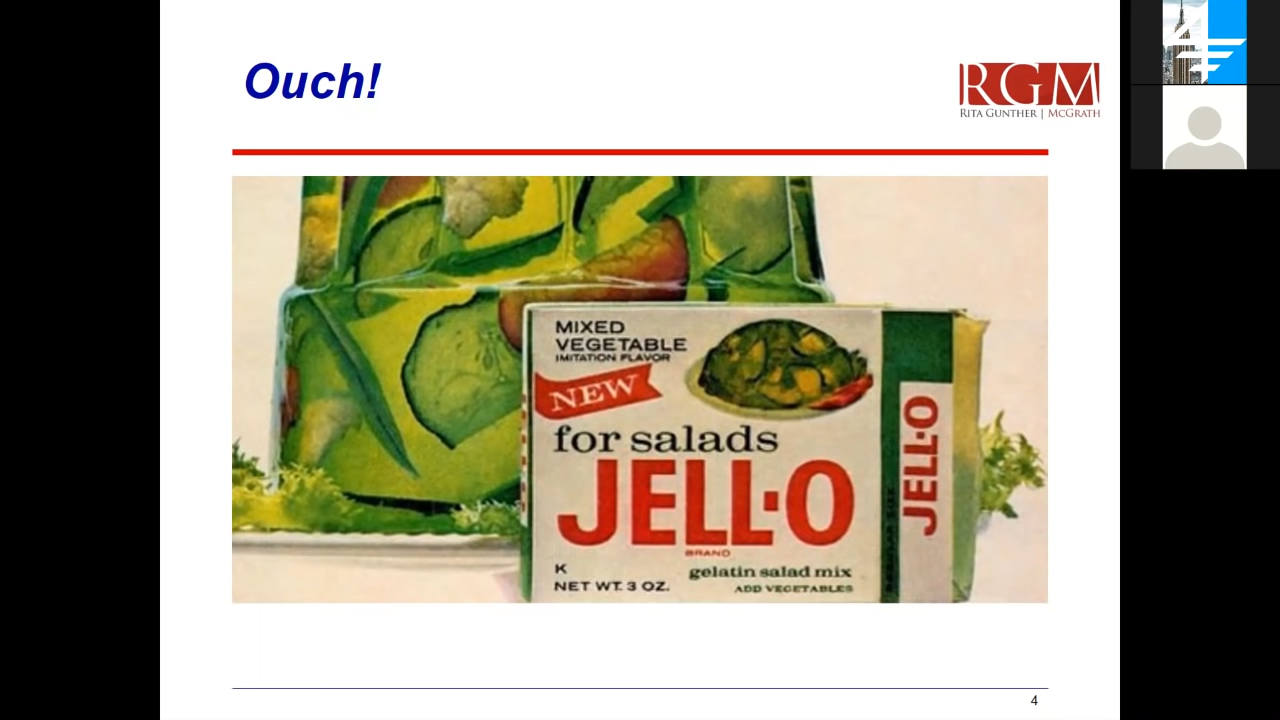 Ouch!
RGM
RITA GUNTHER | MCGRATH
MIXED
VEGETABLE
IMITATION FLAVOR
NEW
for salads
JELL-O
BRAND
K
NET WT. 3 OZ.
gelatin salad mix
ADD VEGETABLES
JELL-O
4